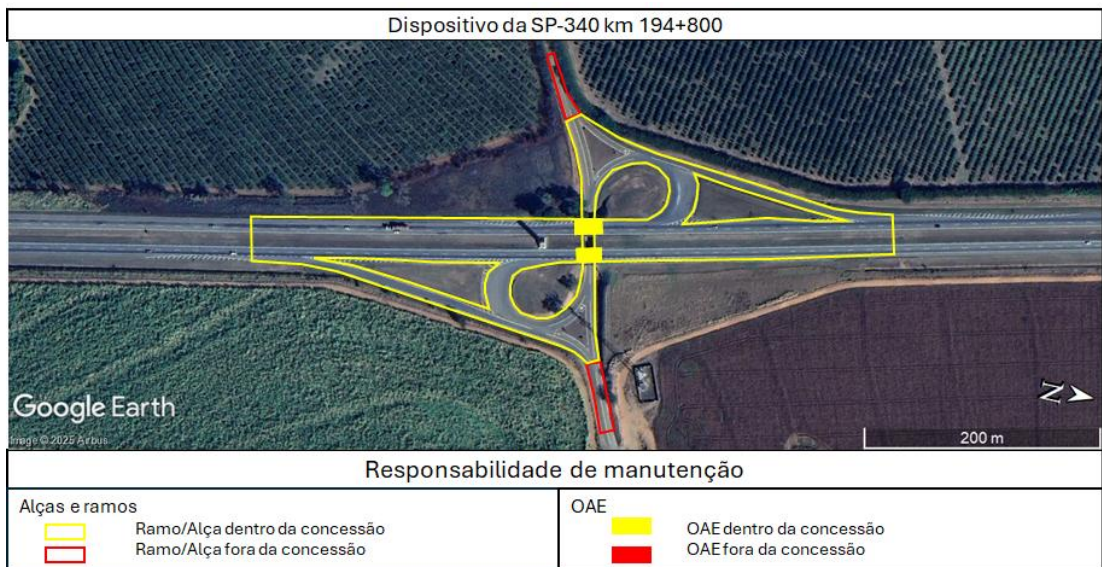 Dispositivo da SP-340 km 194+800
Google Earth
Image © 2025 Airbus
N
200 m
Responsabilidade de manutenção
Alças e ramos
Ramo/Alça dentro da concessão
Ramo/Alça fora da concessão
OAE
OAE dentro da concessão
OAE fora da concessão